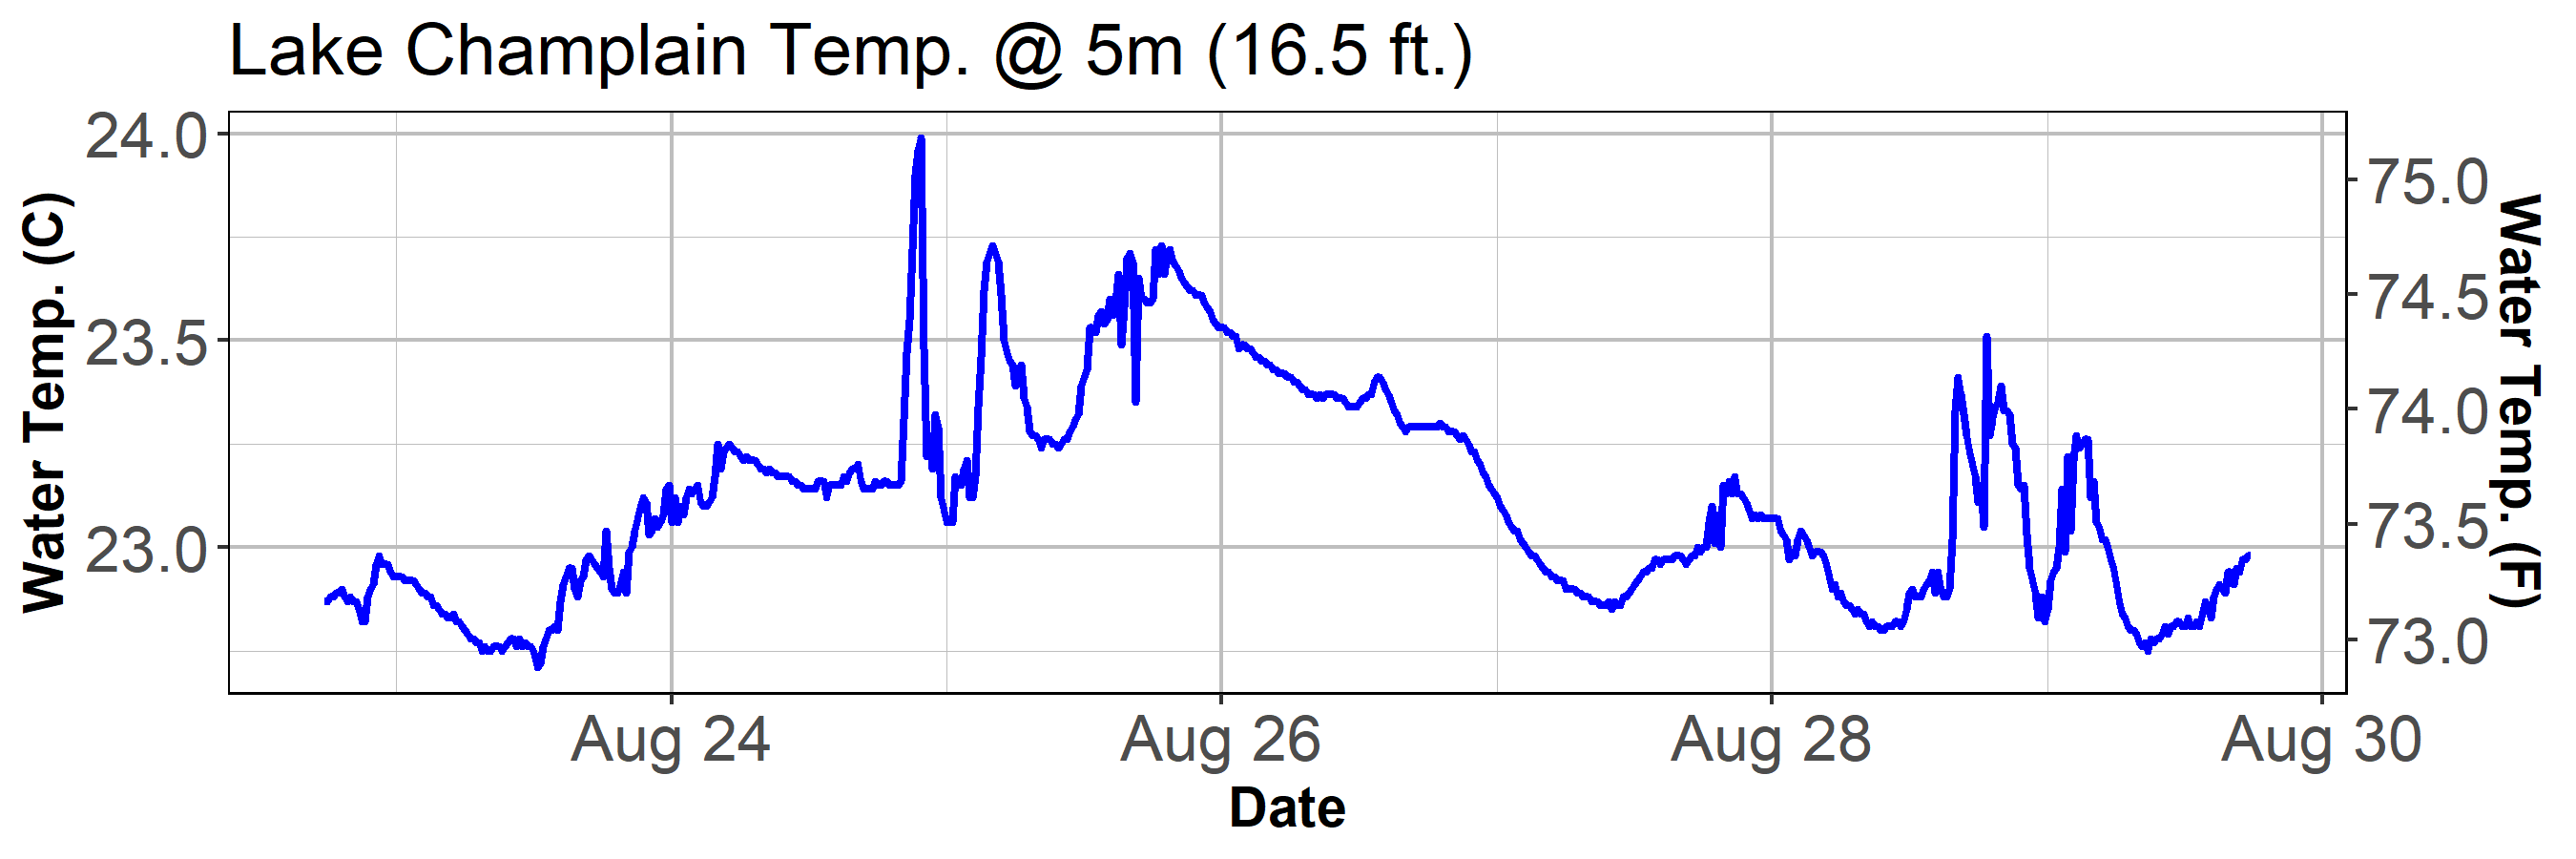 Lake Champlain Temp. @ 5m (16.5 ft.)
Water Temp. (C)
24.0
23.5
23.0
75.0
74.5
74.0
73.5
73.0
Water Temp. (F)
Aug 24 Aug 26 Aug 28 Aug 30
Date